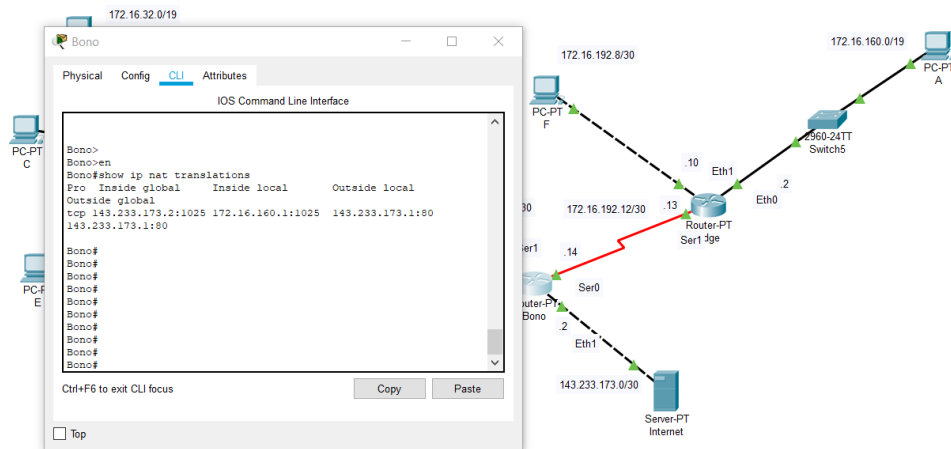 172.16.32.0/19
Bono
Physical Config CLI Attributes
IOS Command Line Interface
Bono>
Bono>en
Bono#show ip nat translations
Pro Inside global Inside local Outside local
Outside global
tcp 143.233.173.2:1025 172.16.160.1:1025 143.233.173.1:80
143.233.173.1:80
Bono#
Bono#
Bono#
Bono#
Bono#
Bono#
Bono#
Bono#
Bono#
Bono#
Ctrl+F6 to exit CLI focus
Copy
Paste
Top
PC-PT
C
E
172.16.192.8/30
PC-PT
F
172.16.160.0/19
PC-PT
A
2960-24TT
Switch5
.10
Eth1
.2
Eth0
30
172.16.192.12/30
.13
Router-PT
Ser1
.14
Ser0
Bono
.2
Eth1
143.233.173.0/30
Server-PT
Internet